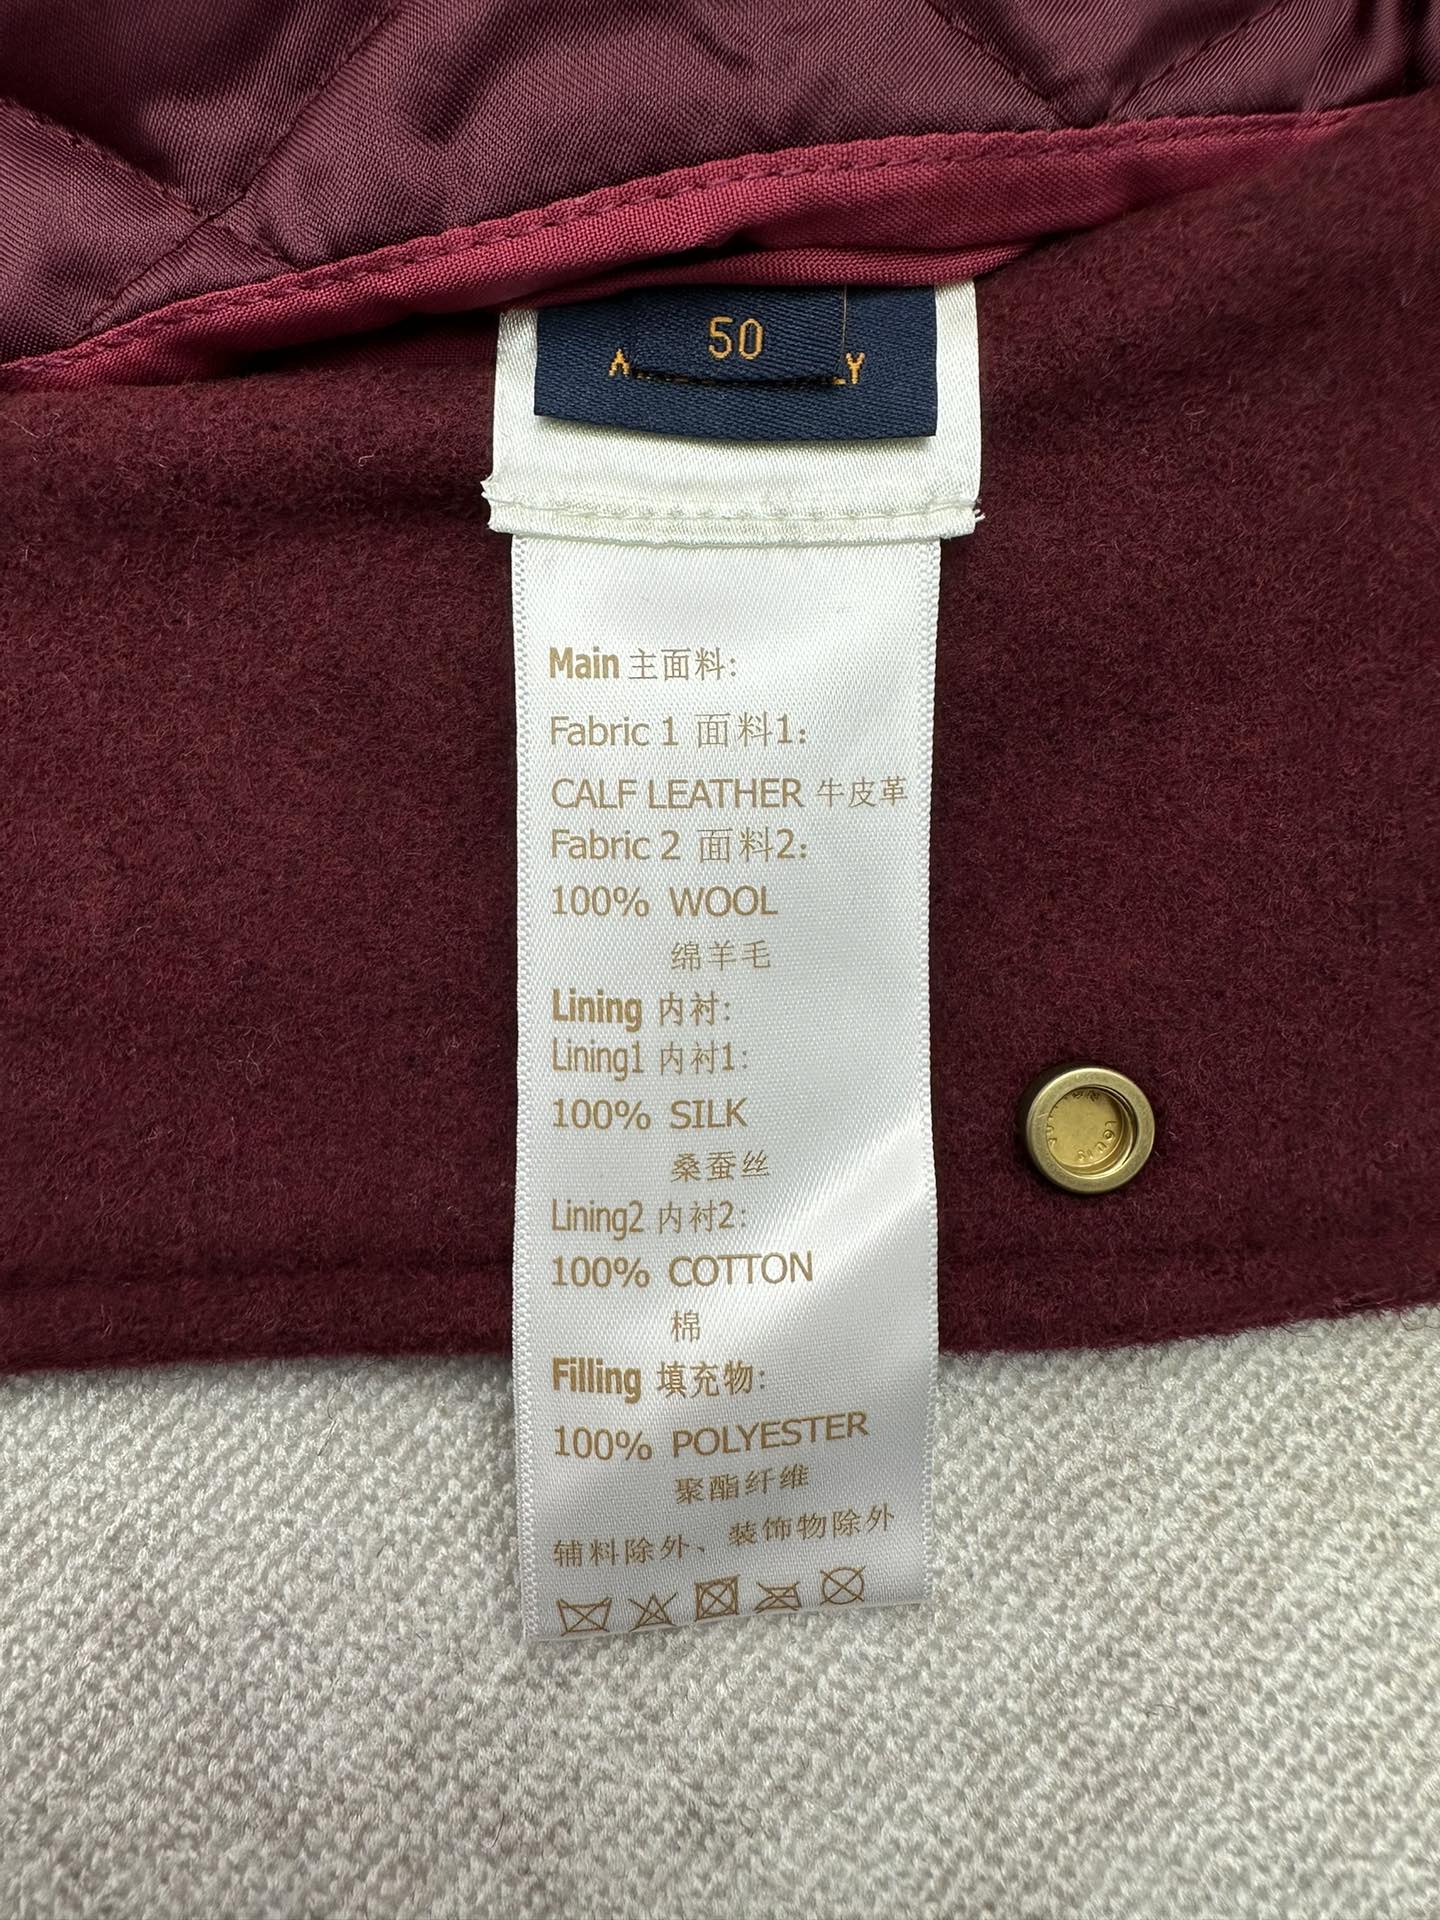 50
Main 主面料:
Fabric 1 面料1:
CALF LEATHER 牛皮革
Fabric 2 面料2:
100% WOOL
绵羊毛
Lining 内衬:
Lining1 内衬1:
100% SILK
桑蚕丝
Lining2 内衬2:
100% COTTON
棉
Filling 填充物:
100% POLYESTER
聚酯纤维
辅料除外、装饰物除外
LOUIS VUITTON